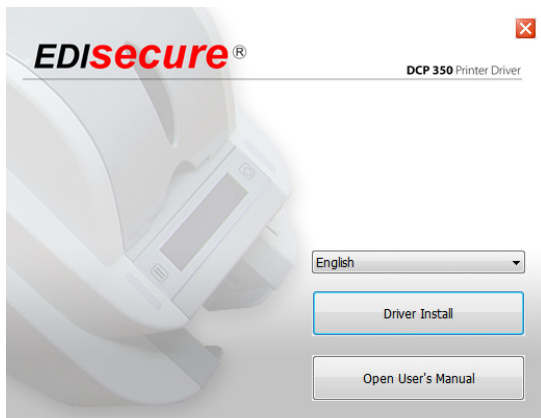 EDIsecure®
DCP 350 Printer Driver
English
Driver Install
Open User's Manual